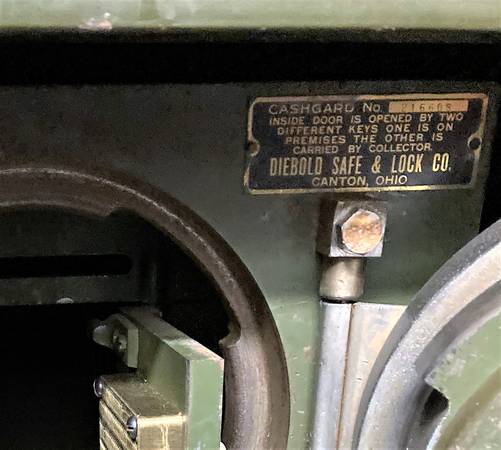 CASHGARD No.
INSIDE DOOR IS OPENED BY TWO
DIFFERENT KEYS ONE IS ON
PREMISES THE OTHER IS
CARRIED BY COLLECTOR.
DIEBOLD SAFE & LOCK CO.
CANTON, OHIO